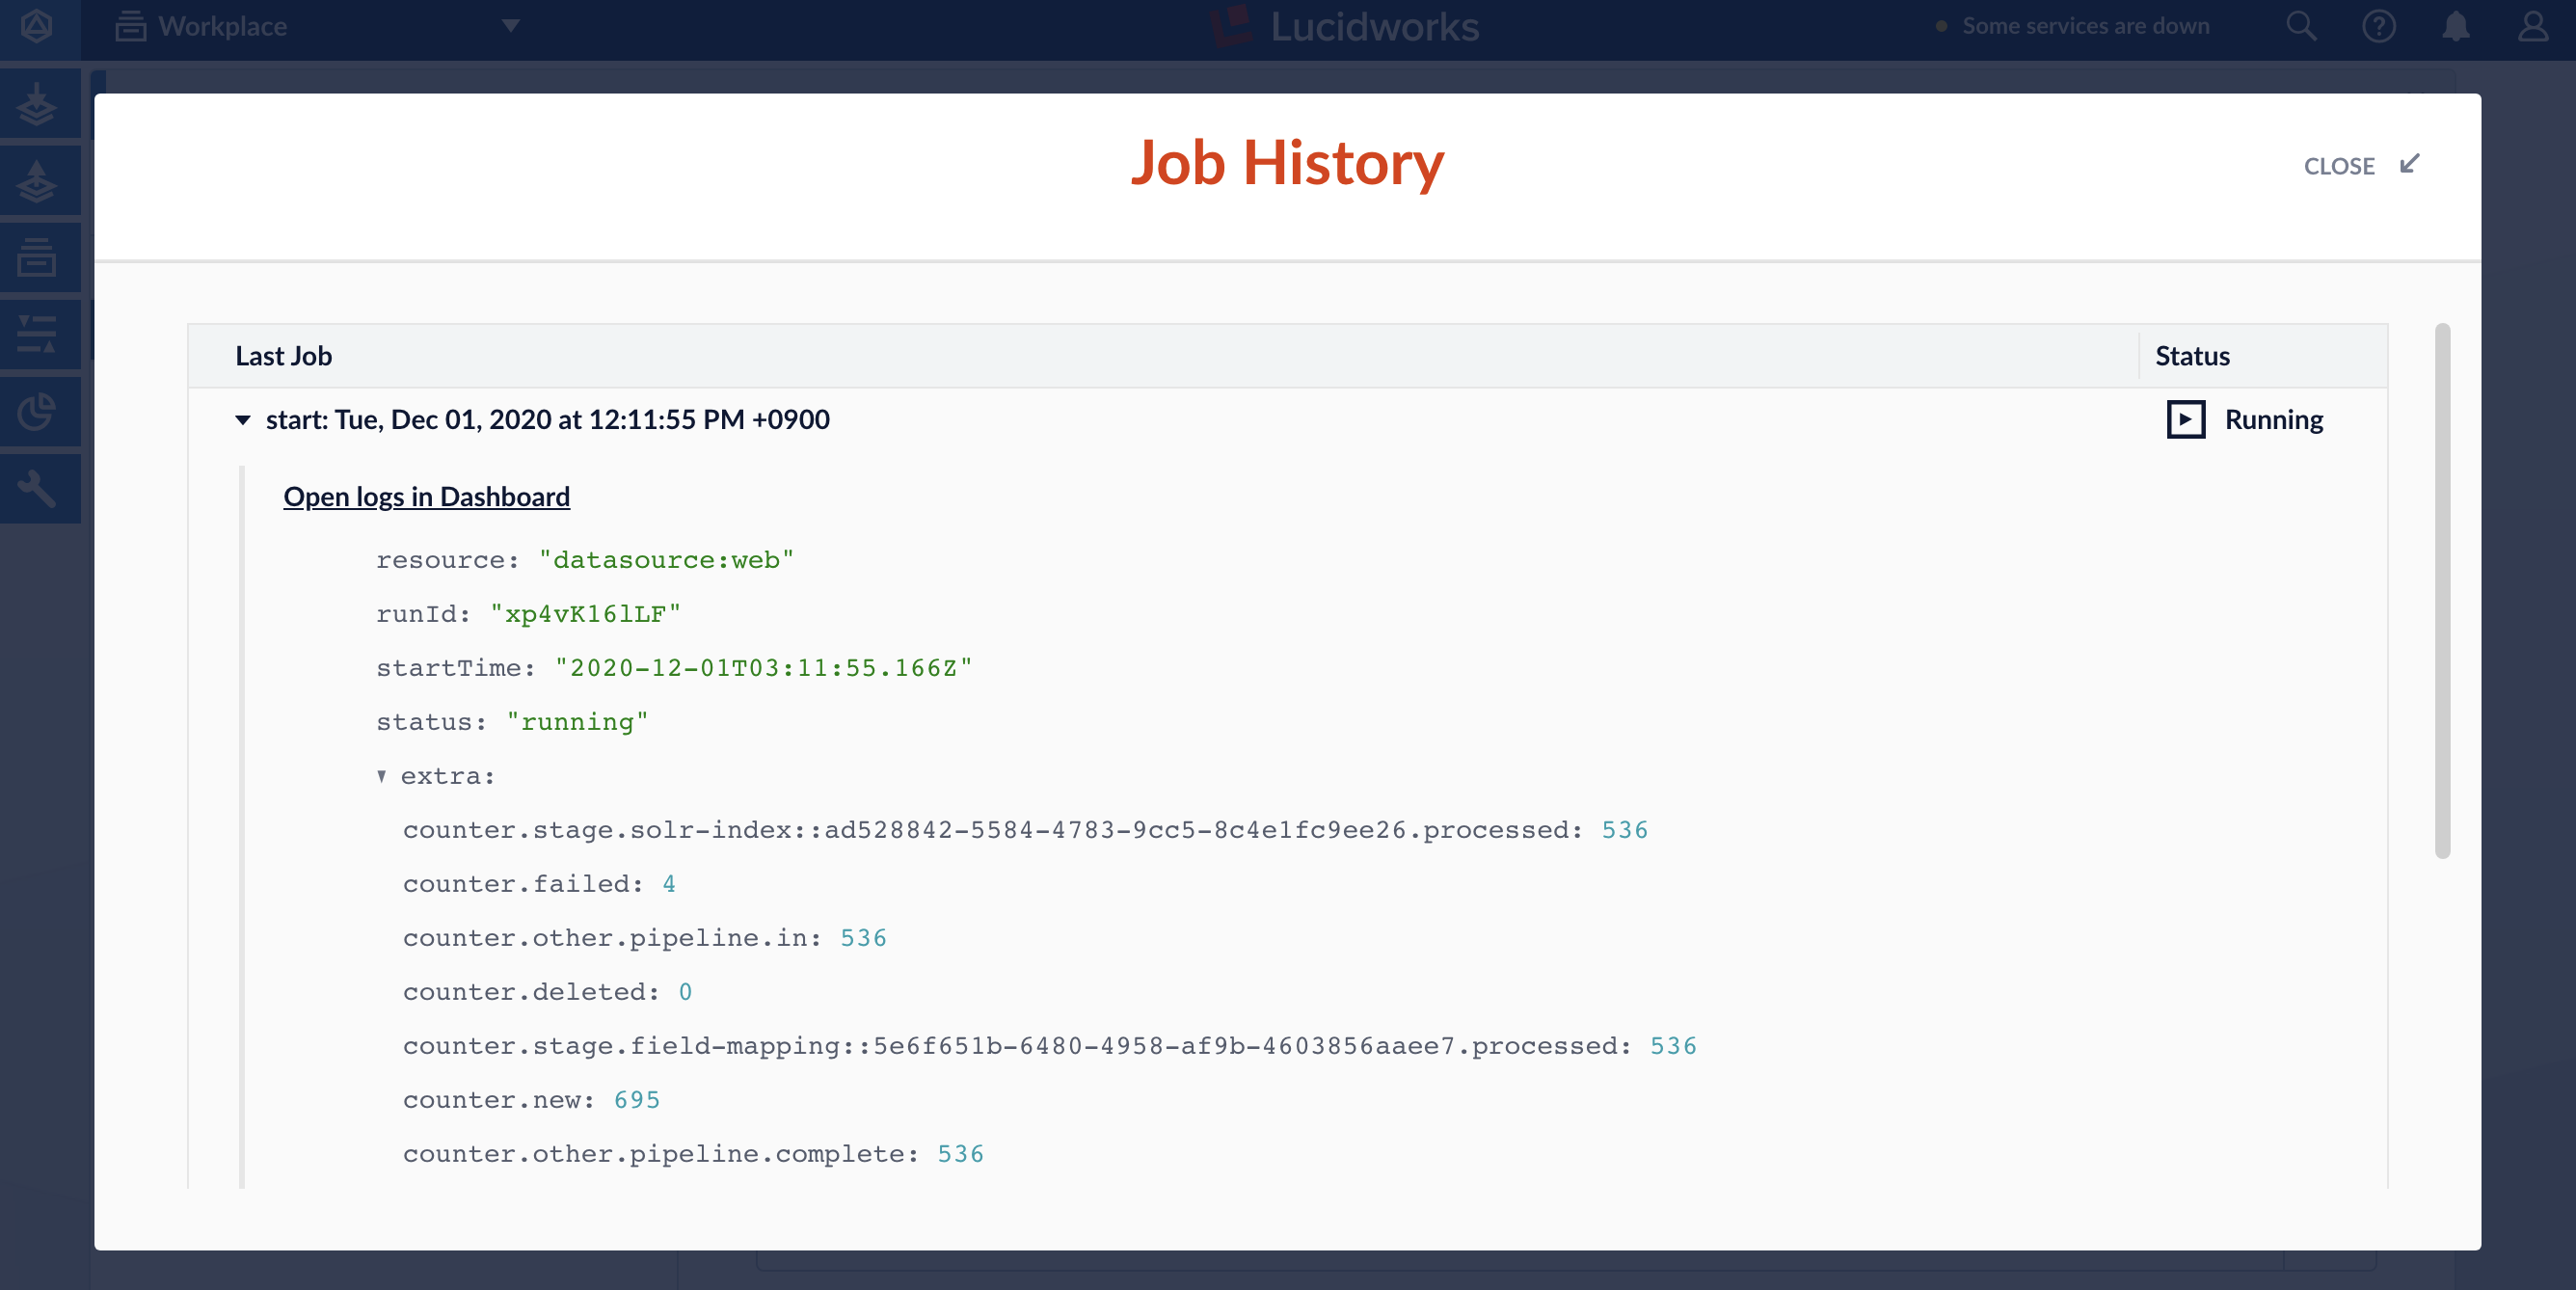 Workplace
Lucidworks
Some services are down
Job History
CLOSE
Last Job
Status
start: Tue, Dec 01, 2020 at 12:11:55 PM +0900
Running
Open logs in Dashboard
resource: "datasource:web"
runId: "xp4vK16lLF"
startTime: "2020-12-01T03:11:55.166Z"
status: "running"
extra:
counter.stage.solr-index::ad528842-5584-4783-9cc5-8c4e1fc9ee26.processed: 536
counter.failed: 4
counter.other.pipeline.in: 536
counter.deleted: 0
counter.stage.field-mapping::5e6f651b-6480-4958-af9b-4603856aaee7.processed: 536
counter.new: 695
counter.other.pipeline.complete: 536